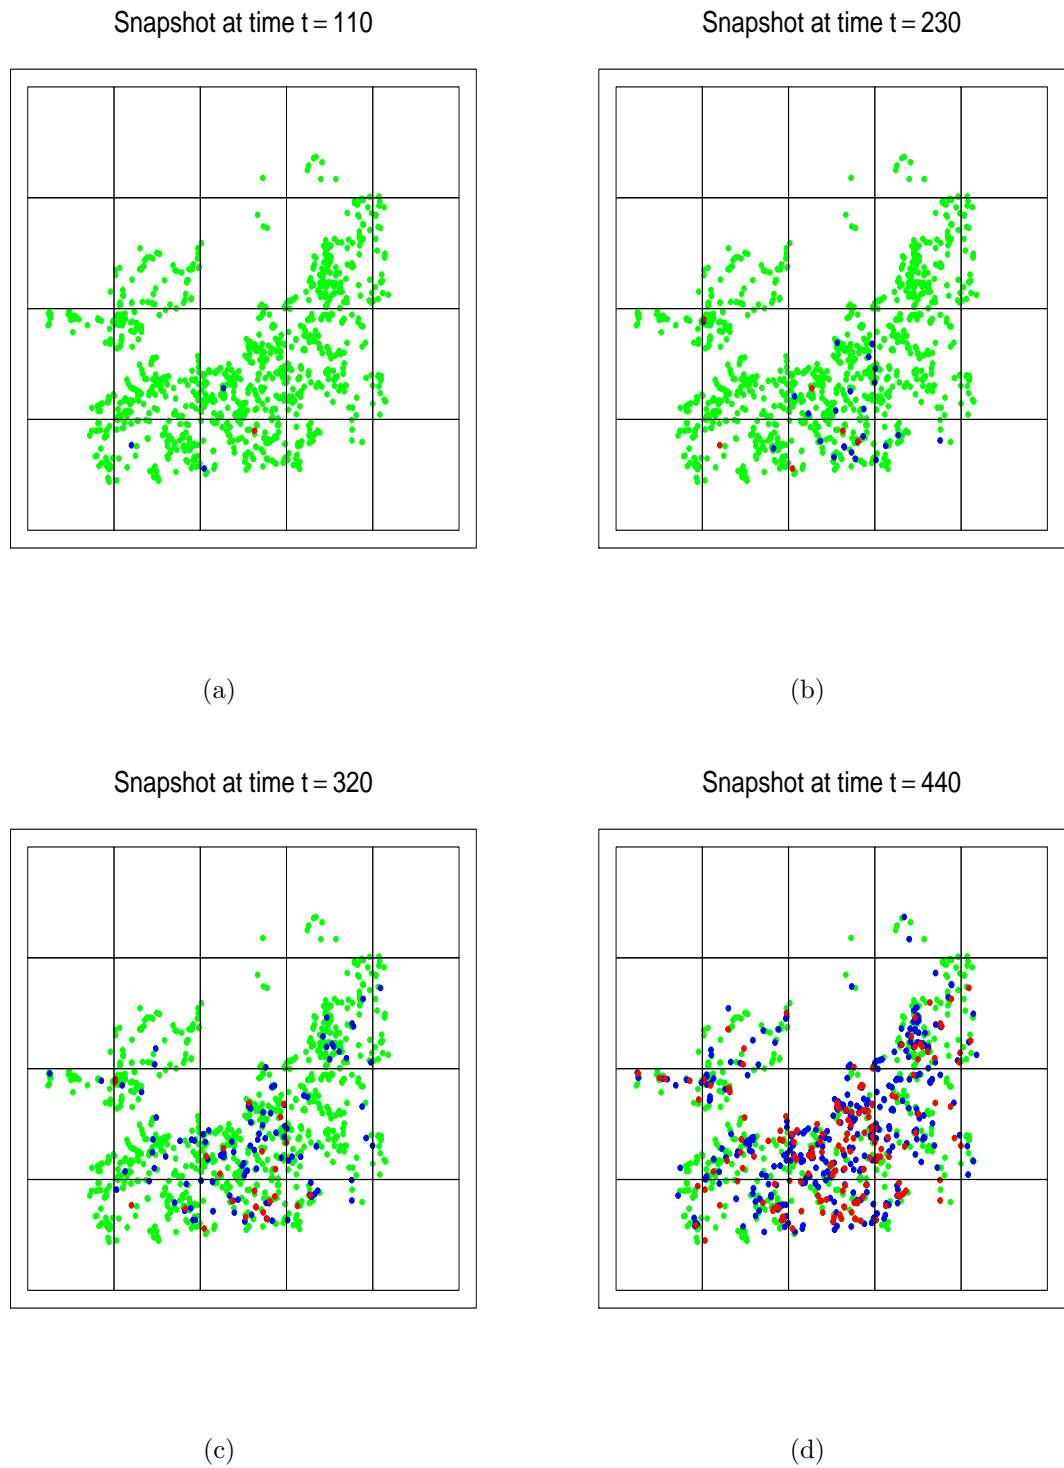 Snapshot at time t = 110
Snapshot at time t = 230
(a)
(b)
Snapshot at time t = 320
Snapshot at time t = 440
(c)
(d)